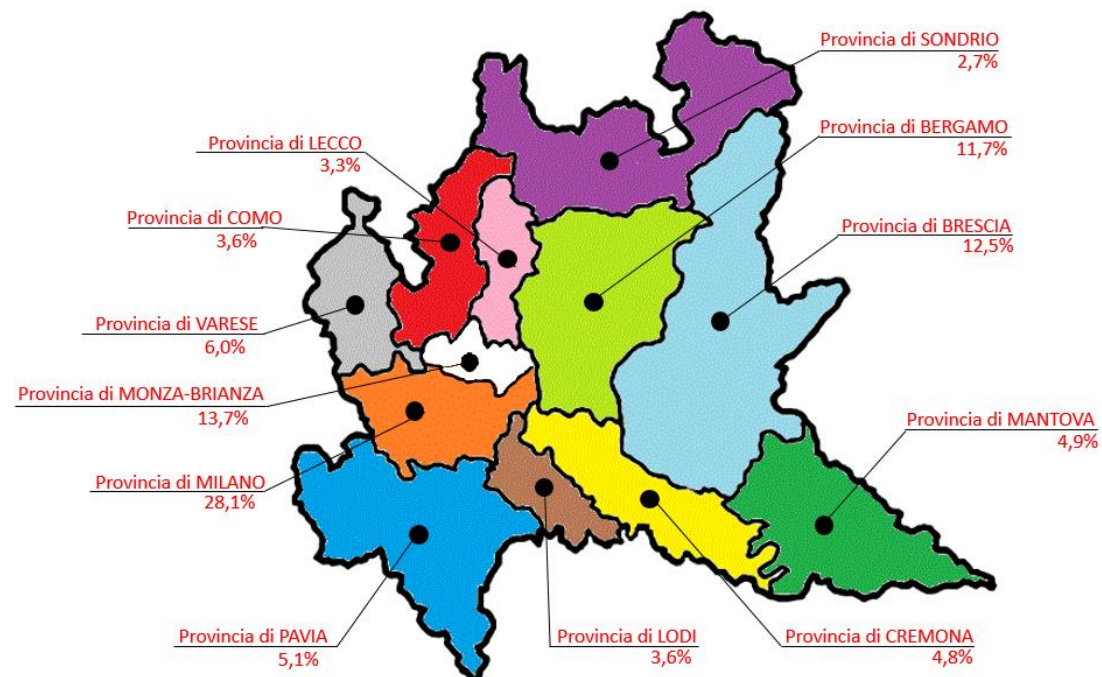 Provincia di SONDRIO
2,7%
Provincia di BERGAMO
11,7%
Provincia di LECCO
3,3%
Provincia di COMO
3,6%
Provincia di BRESCIA
12,5%
Provincia di VARESE
6,0%
Provincia di MONZA-BRIANZA
13,7%
Provincia di MANTOVA
4,9%
Provincia di MILANO
28,1%
Provincia di PAVIA
5,1%
Provincia di LODI
3,6%
Provincia di CREMONA
4,8%